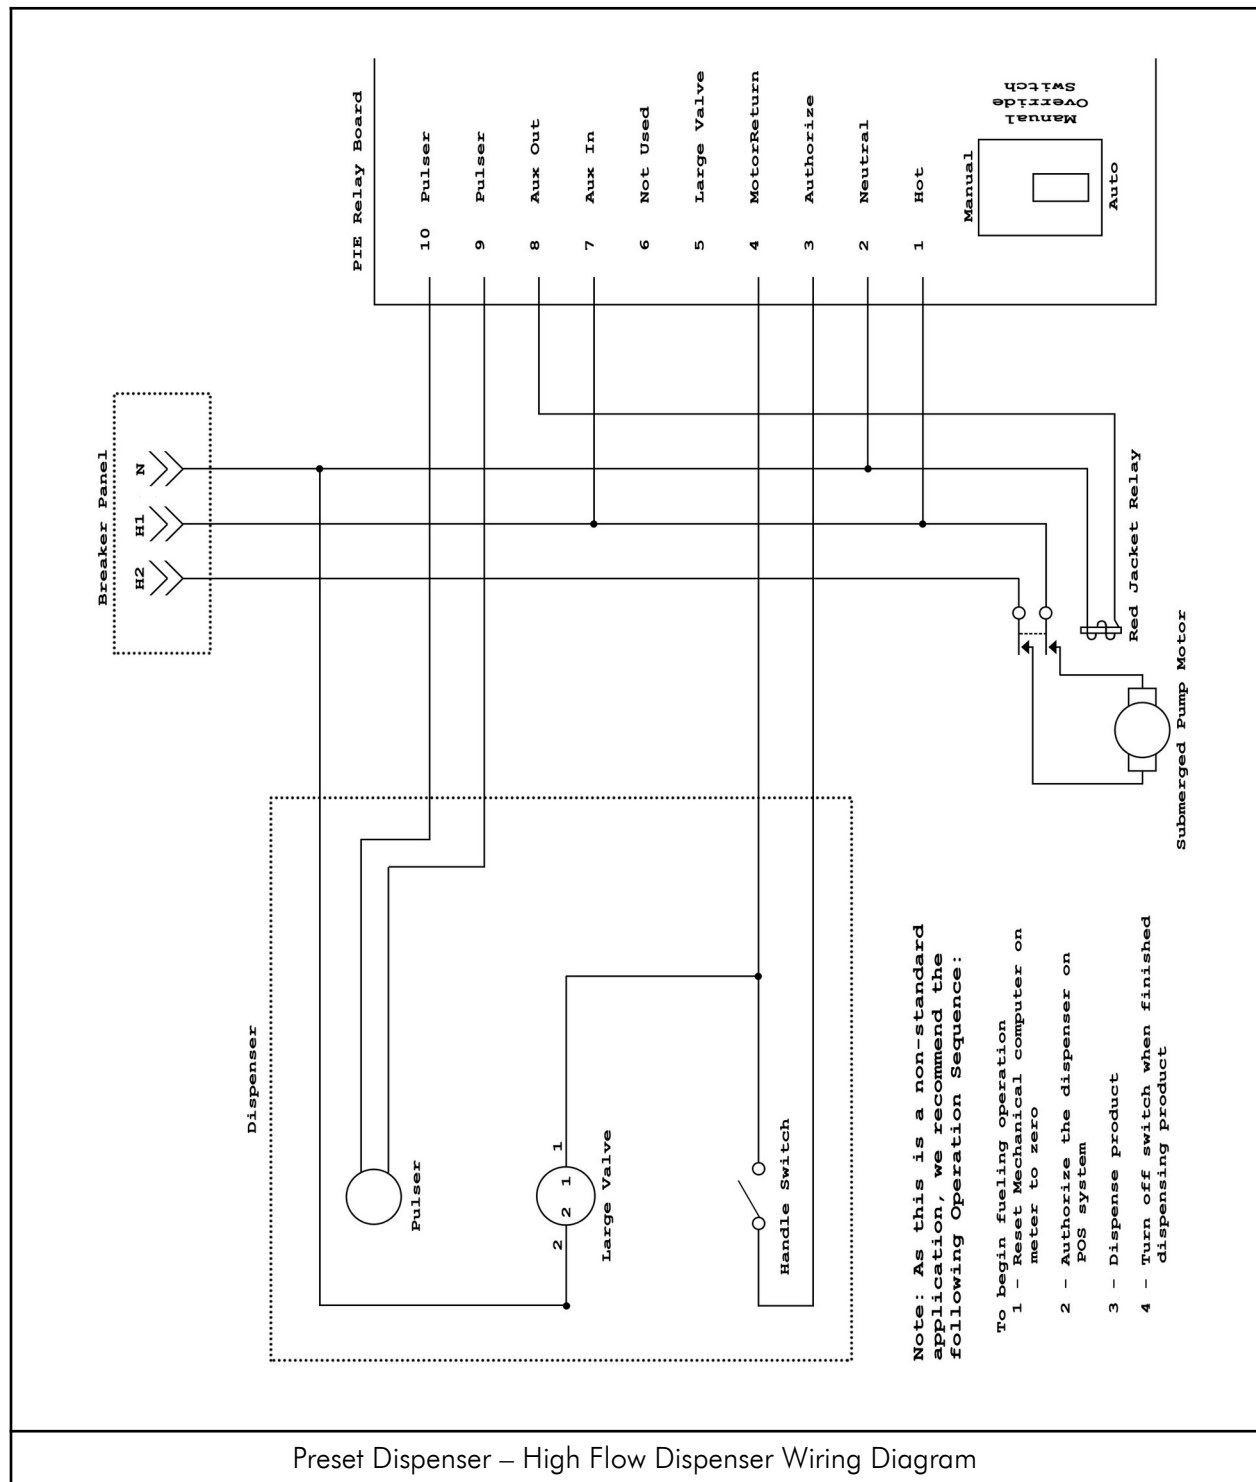 PIE Relay Board
10 Pulser
9 Pulser
8 Aux Out
7 Aux In
6 Not Used
5 Large Valve
4 MotorReturn
3 Authorize
2 Neutral
1 Hot
Manual
Override
Switch
Manual
Auto
Breaker Panel
N
H1
H2
Red Jacket Relay
Submerged Pump Motor
Dispenser
Pulser
1
1
2
2
Large Valve
Handle Switch
Note: As this is a non-standard
application, we recommend the
following Operation Sequence:
To begin fueling operation
1 - Reset Mechanical computer on
meter to zero
2 - Authorize the dispenser on
POS system
3 - Dispense product
4 - Turn off switch when finished
dispensing product
Preset Dispenser – High Flow Dispenser Wiring Diagram